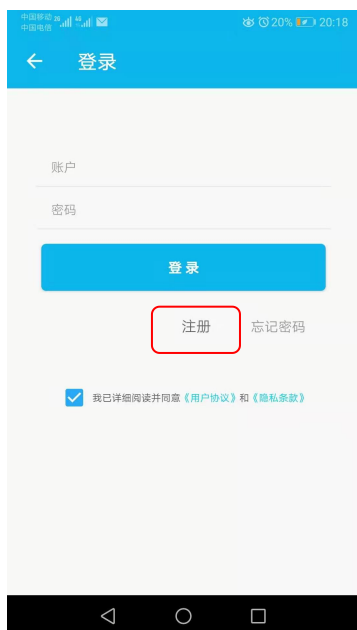 中国移动 2G 4G 20% 20:18
中国电信
登录
账户
密码
登录
注册 忘记密码
我已详细阅读并同意《用户协议》和《隐私条款》